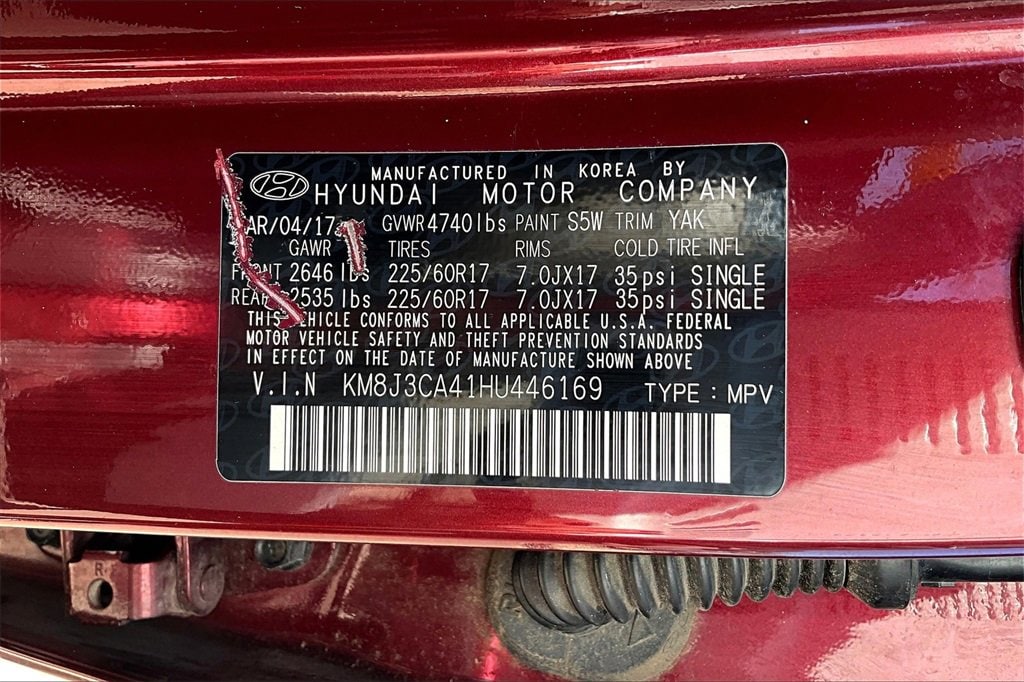 MANUFACTURED IN KOREA BY
HYUNDAI MOTOR COMPANY
AR/04/17 GVWR 4740lbs PAINT S5W TRIM YAK
GAWR TIRES RIMS COLD TIRE INFL
FRONT 2646 lbs 225/60R17 7.0JX17 35psi SINGLE
REAR 2535 lbs 225/60R17 7.0JX17 35psi SINGLE
THIS VEHICLE CONFORMS TO ALL APPLICABLE U.S.A. FEDERAL
MOTOR VEHICLE SAFETY AND THEFT PREVENTION STANDARDS
IN EFFECT ON THE DATE OF MANUFACTURE SHOWN ABOVE
V.I.N KM8J3CA41HU446169 TYPE : MPV